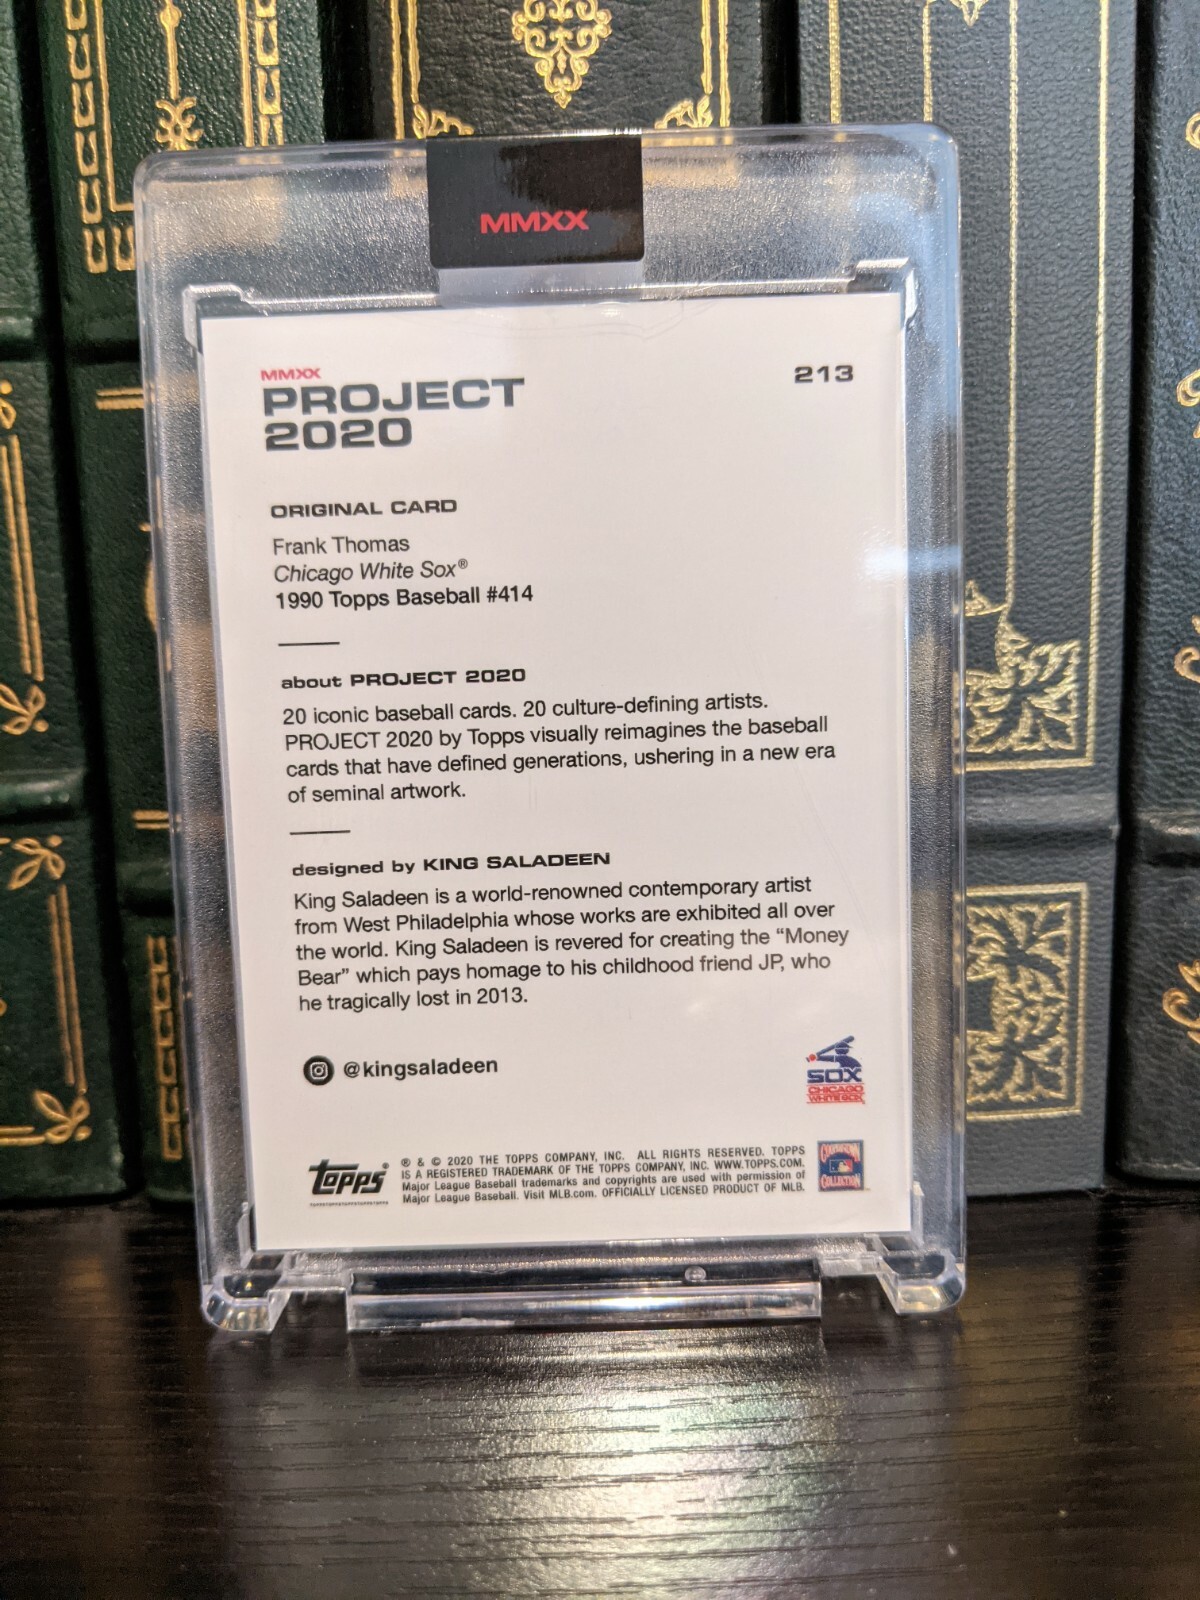 MMXX
MMXX
PROJECT
2020
213
ORIGINAL CARD
Frank Thomas
Chicago White Sox®
1990 Topps Baseball #414
about PROJECT 2020
20 iconic baseball cards. 20 culture-defining artists.
PROJECT 2020 by Topps visually reimagines the baseball
cards that have defined generations, ushering in a new era
of seminal artwork.
designed by KING SALADEEN
King Saladeen is a world-renowned contemporary artist
from West Philadelphia whose works are exhibited all over
the world. King Saladeen is revered for creating the “Money
Bear” which pays homage to his childhood friend JP, who
he tragically lost in 2013.
@kingsaladeen
SOX
CHICAGO
WHITE SOX
Topps®
® & © 2020 THE TOPPS COMPANY, INC. ALL RIGHTS RESERVED. TOPPS
IS A REGISTERED TRADEMARK OF THE TOPPS COMPANY, INC. WWW.TOPPS.COM.
Major League Baseball trademarks and copyrights are used with permission of
Major League Baseball. Visit MLB.com. OFFICIALLY LICENSED PRODUCT OF MLB.
COOPERSTOWN
COLLECTION